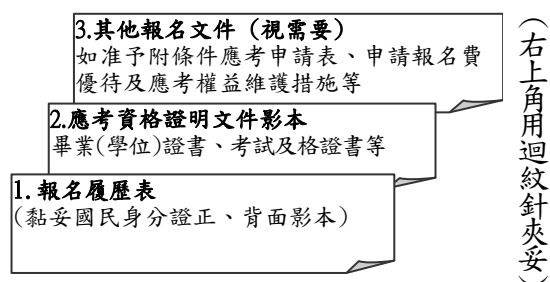 3.其他報名文件（視需要）
如准予附條件應考申請表、申請報名費
優待及應考權益維護措施等
2.應考資格證明文件影本
畢業(學位)證書、考試及格證書等
1.報名履歷表
(黏妥國民身分證正、背面影本)
（右上角用迴紋針夾妥）